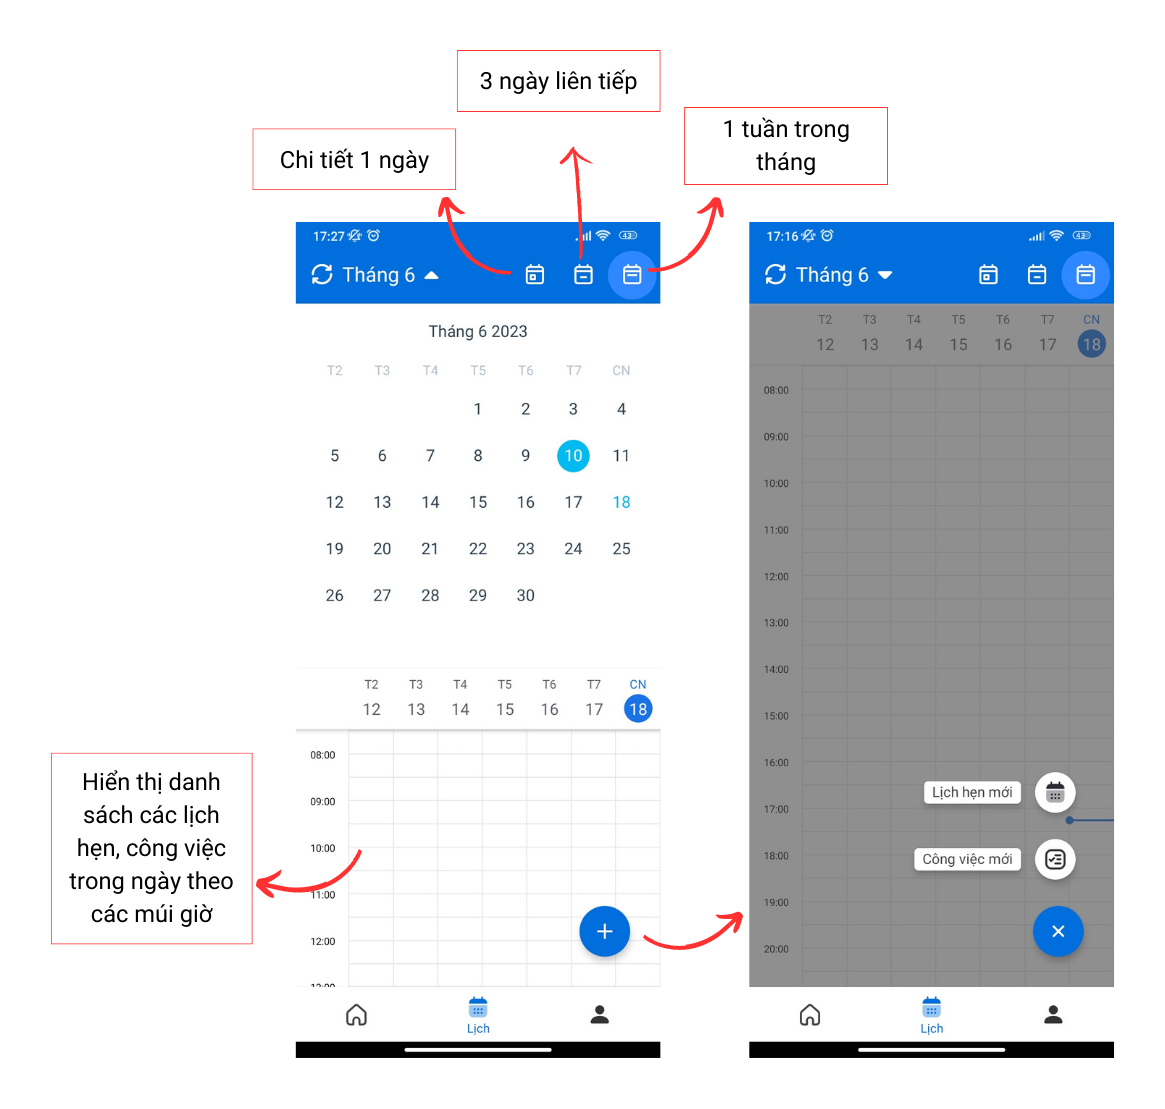 3 ngày liên tiếp
1 tuần trong
tháng
Chi tiết 1 ngày
17:27
43
Tháng 6
Tháng 6 2023
T2 T3 T4 T5 T6 T7 CN
1 2 3 4
5 6 7 8 9 10 11
12 13 14 15 16 17 18
19 20 21 22 23 24 25
26 27 28 29 30
T2 T3 T4 T5 T6 T7 CN
12 13 14 15 16 17 18
08:00
09:00
10:00
11:00
12:00
13:00
Lịch
Hiển thị danh
sách các lịch
hẹn, công việc
trong ngày theo
các múi giờ
17:16
43
Tháng 6
T2 T3 T4 T5 T6 T7 CN
12 13 14 15 16 17 18
08:00
09:00
10:00
11:00
12:00
13:00
14:00
15:00
16:00
Lịch hẹn mới
17:00
18:00
Công việc mới
19:00
20:00
Lịch